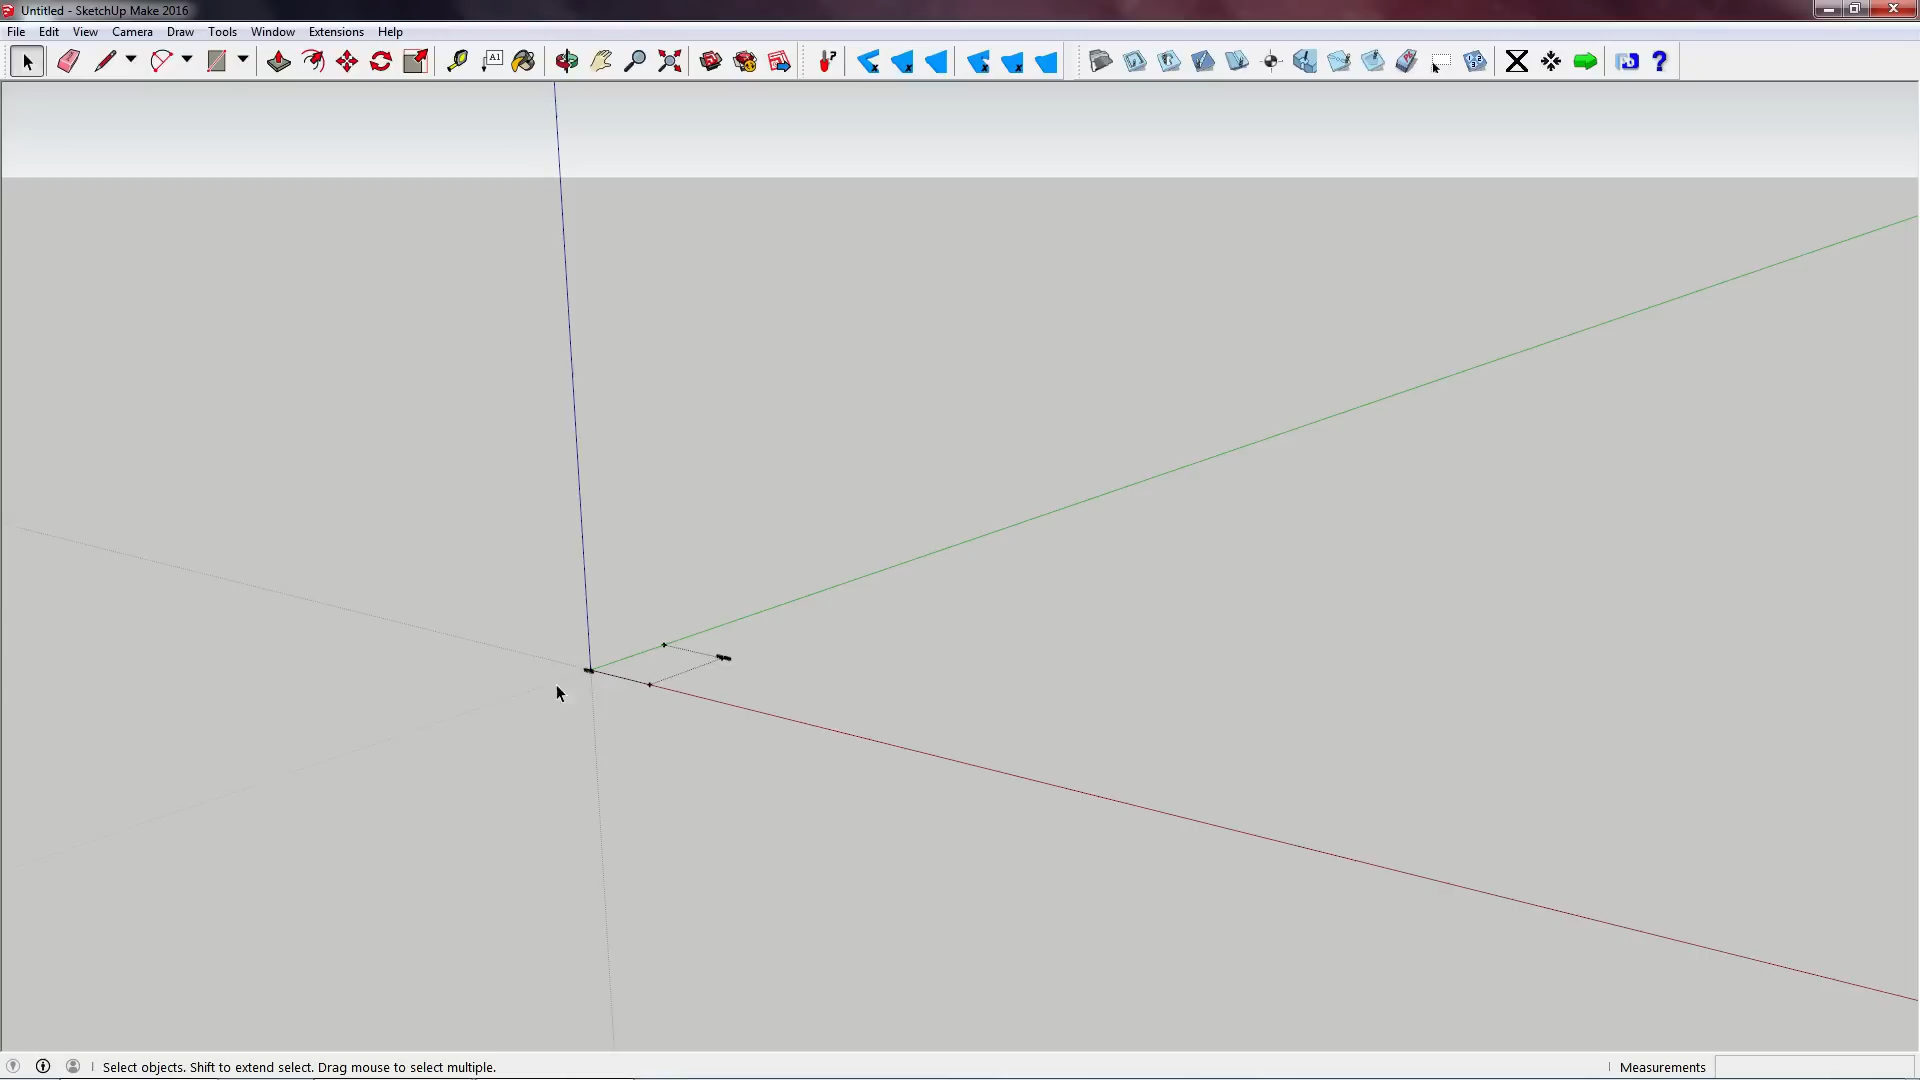 Untitled - SketchUp Make 2016
File Edit View Camera Draw Tools Window Extensions Help
A1
Select objects. Shift to extend select. Drag mouse to select multiple.
Measurements